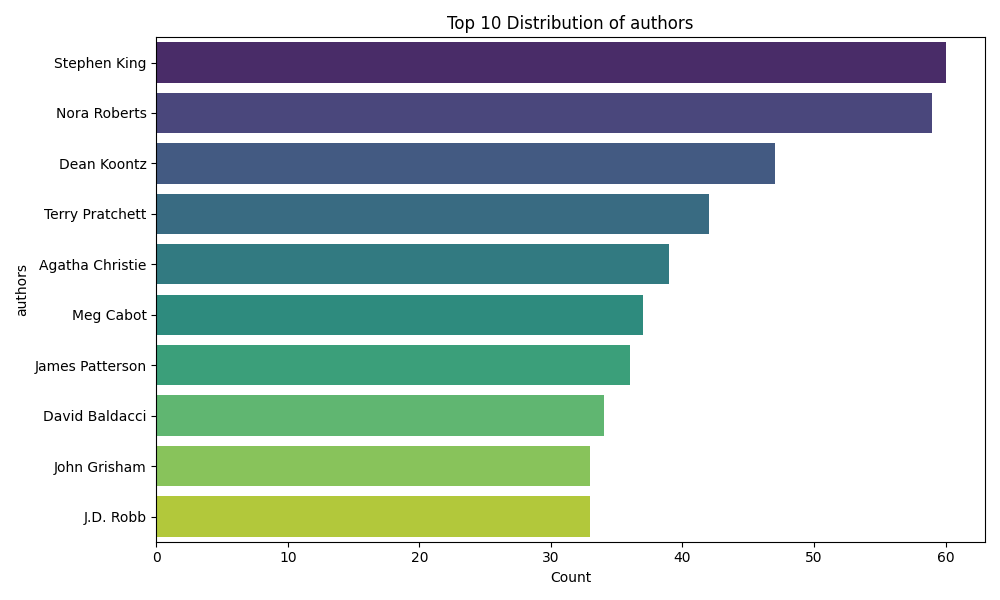 Top 10 Distribution of authors
Stephen King
Nora Roberts
Dean Koontz
Terry Pratchett
Agatha Christie
Meg Cabot
James Patterson
David Baldacci
John Grisham
J.D. Robb
authors
0 10 20 30 40 50 60
Count